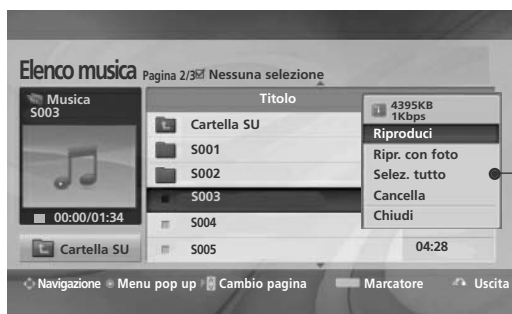 Elenco musica Pagina 2/3 Nessuna selezione
Musica
S003
00:00/01:34
Cartella SU
Titolo
Cartella SU
S001
S002
S003
S004
S005
04:28
4395KB
1Kbps
Riproduci
Ripr. con foto
Selez. tutto
Cancella
Chiudi
Navigazione Menu pop up Cambio pagina Marcatore Uscita